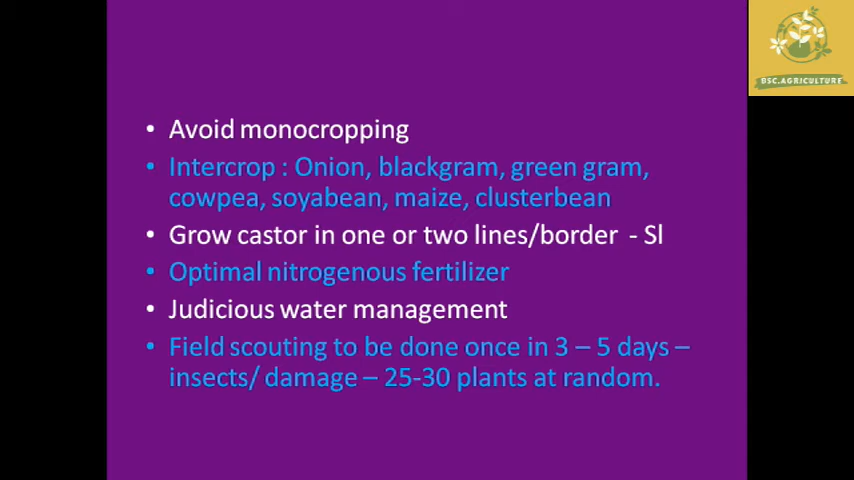 BSC.AGRICULTURE
• Avoid monocropping
• Intercrop : Onion, blackgram, green gram,
cowpea, soyabean, maize, clusterbean
• Grow castor in one or two lines/border - Sl
• Optimal nitrogenous fertilizer
• Judicious water management
• Field scouting to be done once in 3 – 5 days –
insects/ damage – 25-30 plants at random.